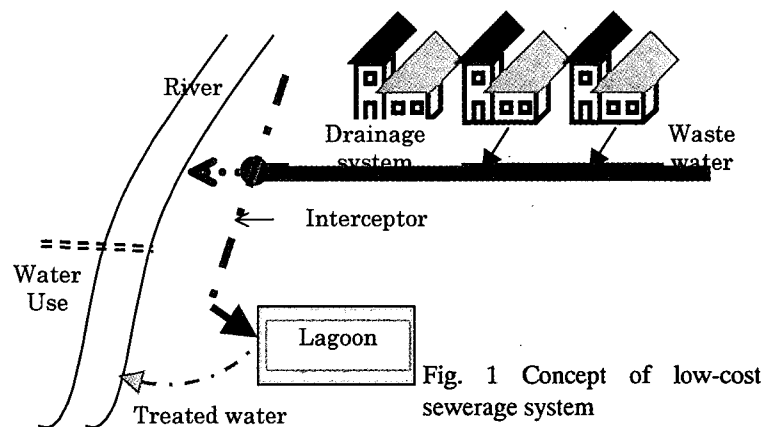 River
Drainage
system
Waste
water
Interceptor
Water
Use
Lagoon
Treated water
Fig. 1 Concept of low-cost
sewerage system